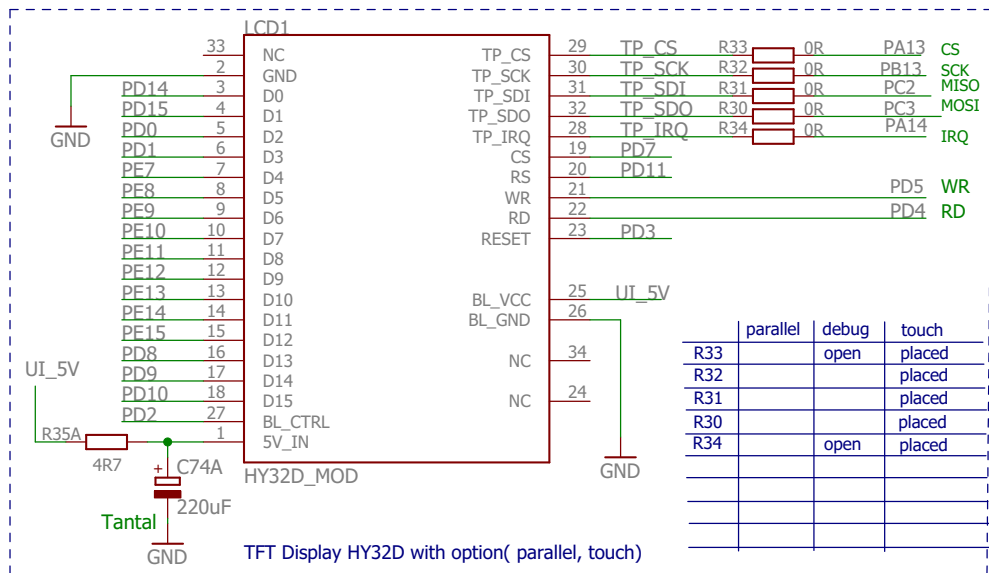 LCD1
33 NC TP_CS 29 TP_CS R33 0R PA13 CS
2 GND TP_SCK 30 TP_SCK R32 0R PB13 SCK
PD14 3 D0 TP_SDI 31 TP_SDI R31 0R PC2 MISO
PD15 4 D1 TP_SDO 32 TP_SDO R30 0R PC3 MOSI
GND PD0 5 D2 TP_IRQ 28 TP_IRQ R34 0R PA14 IRQ
PD1 6 D3 CS 19 PD7
PE7 7 D4 RS 20 PD11
PE8 8 D5 WR 21 PD5 WR
PE9 9 D6 RD 22 PD4 RD
PE10 10 D7 RESET 23 PD3
PE11 11 D8
PE12 12 D9
PE13 13 D10 BL_VCC 25 UI_5V
PE14 14 D11 BL_GND 26
PE15 15 D12
PD8 16 D13 NC 34
PD9 17 D14
PD10 18 D15 NC 24
PD2 27 BL_CTRL
UI_5V
R35A 1 5V_IN
4R7
HY32D_MOD
GND
+ C74A
220uF
Tantal
GND
parallel debug touch
R33 open placed
R32 placed
R31 placed
R30 placed
R34 open placed
TFT Display HY32D with option( parallel, touch)